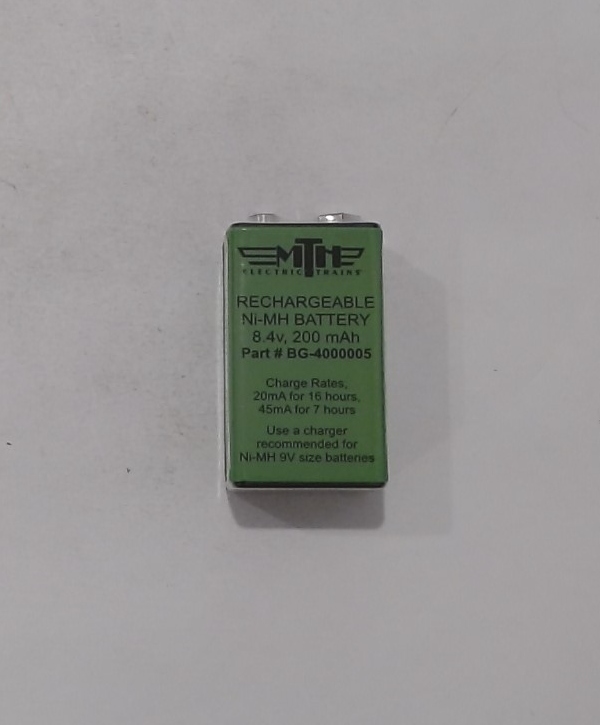 MTH
ELECTRIC TRAINS
RECHARGEABLE
Ni-MH BATTERY
8.4v, 200 mAh
Part # BG-4000005
Charge Rates,
20mA for 16 hours,
45mA for 7 hours
Use a charger
recommended for
Ni-MH 9V size batteries